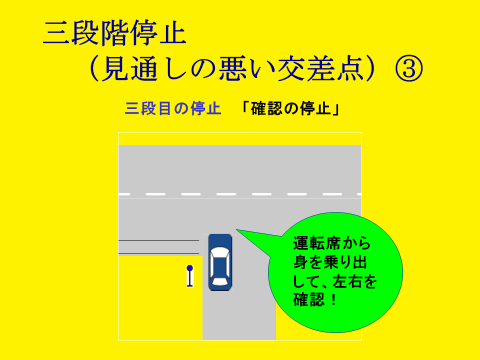 三段階停止
（見通しの悪い交差点）③
三段目の停止　「確認の停止」
運転席から
身を乗り出
して、左右を
確認！